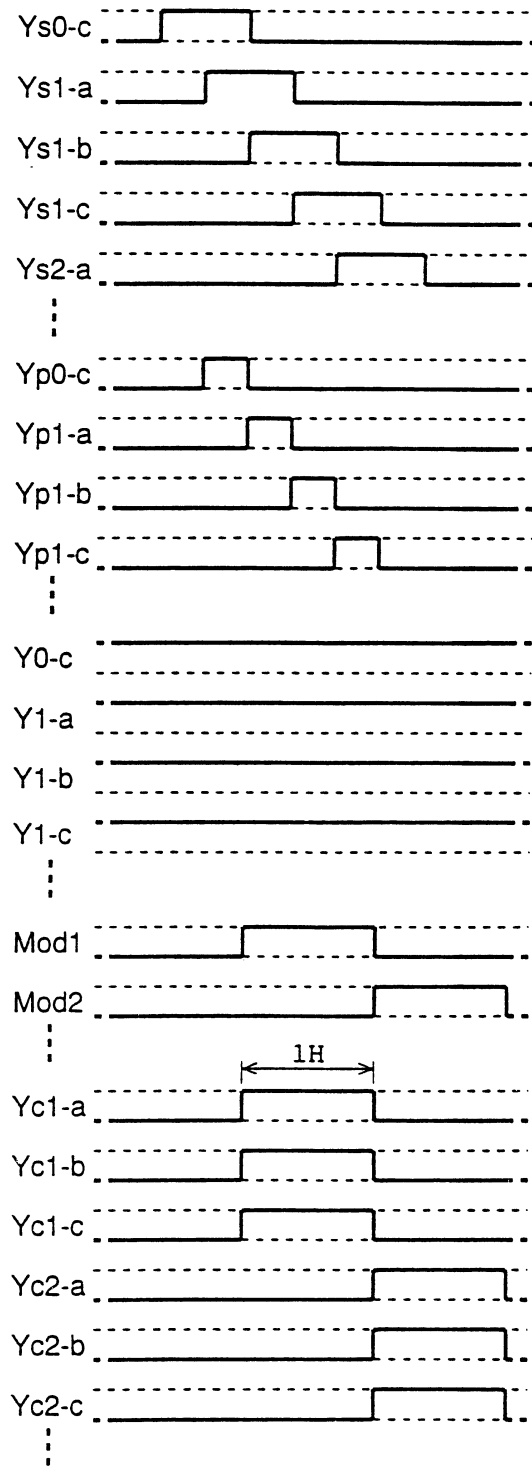 Ys0-c
Ys1-a
Ys1-b
Ys1-c
Ys2-a
Yp0-c
Yp1-a
Yp1-b
Yp1-c
Y0-c
Y1-a
Y1-b
Y1-c
Mod1
Mod2
1H
Yc1-a
Yc1-b
Yc1-c
Yc2-a
Yc2-b
Yc2-c